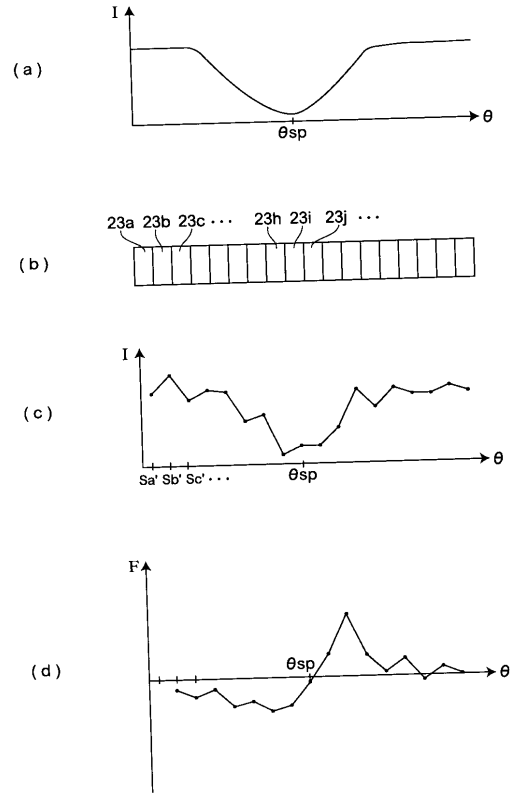 I
(a)
θ
θsp
23a 23b 23c ··· 23h 23i 23j ···
(b)
I
(c)
θ
Sa' Sb' Sc' ··· θsp
F
(d)
θsp
θ